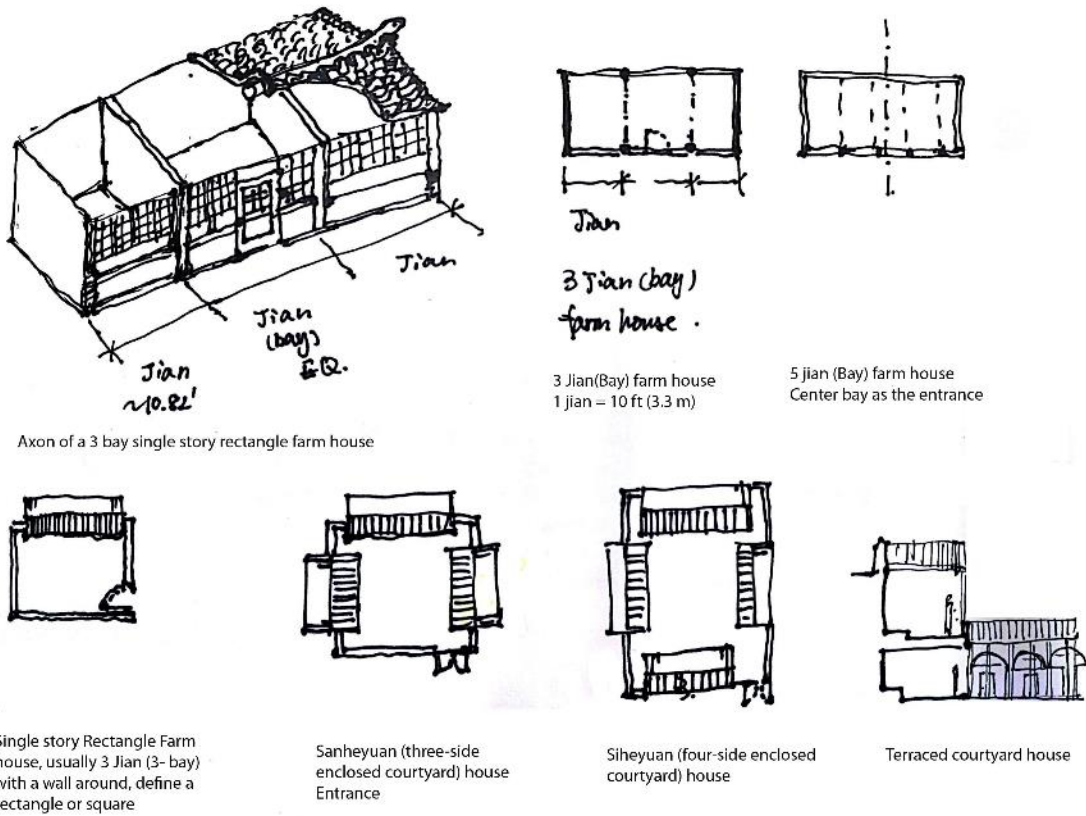 Jian
~10.82'
Jian
(bay)
EQ.
Jian
Axon of a 3 bay single story rectangle farm house
Jian
3 Jian (bay)
farm house .
3 Jian(Bay) farm house
1 jian = 10 ft (3.3 m)
5 jian (Bay) farm house
Center bay as the entrance
Single story Rectangle Farm
house, usually 3 Jian (3- bay)
with a wall around, define a
rectangle or square
Sanheyuan (three-side
enclosed courtyard) house
Entrance
Siheyuan (four-side enclosed
courtyard) house
Terraced courtyard house